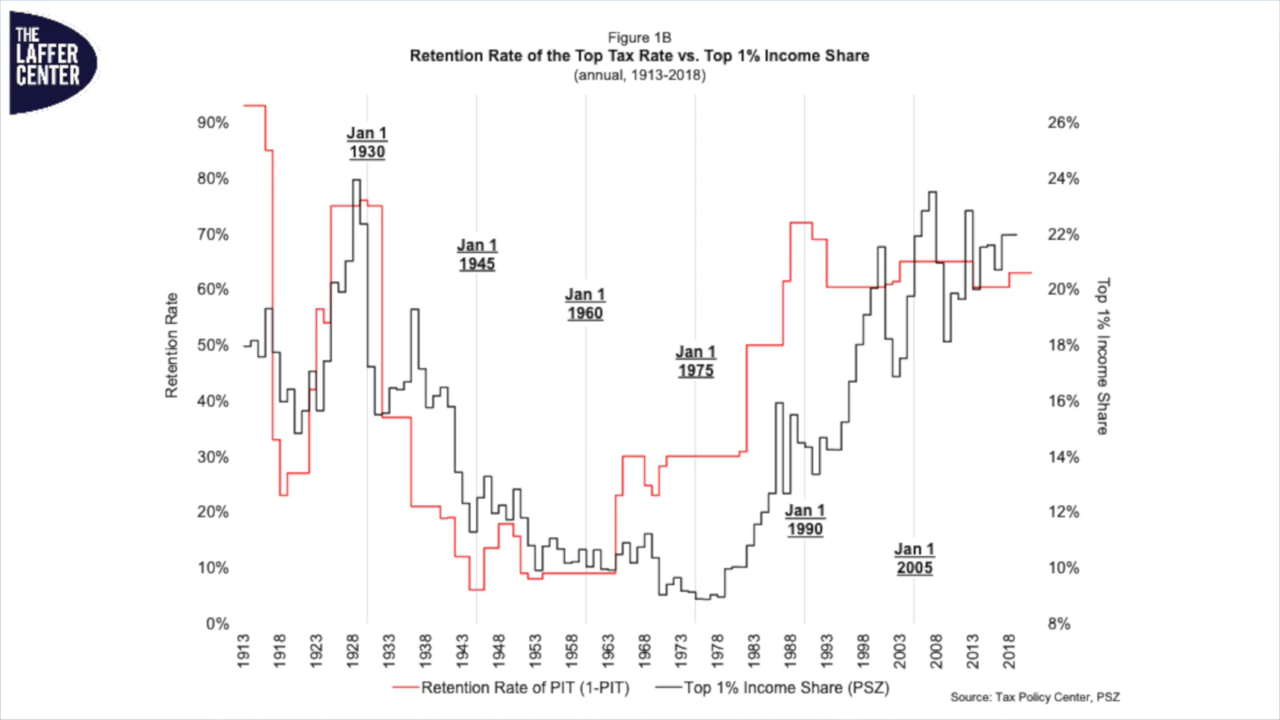 THE
LAFFER
CENTER
Figure 1B
Retention Rate of the Top Tax Rate vs. Top 1% Income Share
(annual, 1913-2018)
90%
80%
70%
60%
50%
40%
30%
20%
10%
0%
Retention Rate
26%
24%
22%
20%
18%
16%
14%
12%
10%
8%
Top 1% Income Share
Jan 1
1930
Jan 1
1945
Jan 1
1960
Jan 1
1975
Jan 1
1990
Jan 1
2005
1913
1918
1923
1928
1933
1938
1943
1948
1953
1958
1963
1968
1973
1978
1983
1988
1993
1998
2003
2008
2013
2018
Retention Rate of PIT (1-PIT)
Top 1% Income Share (PSZ)
Source: Tax Policy Center, PSZ